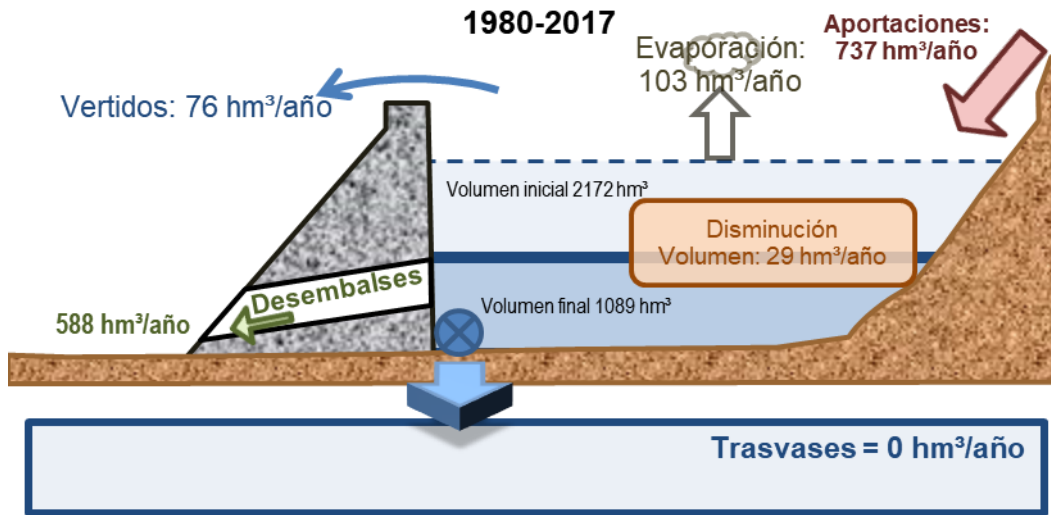 1980-2017
Aportaciones:
737 hm³/año
Evaporación:
103 hm³/año
Vertidos: 76 hm³/año
Volumen inicial 2172 hm³
Disminución
Volumen: 29 hm³/año
Desembalses
Volumen final 1089 hm³
588 hm³/año
Trasvases = 0 hm³/año